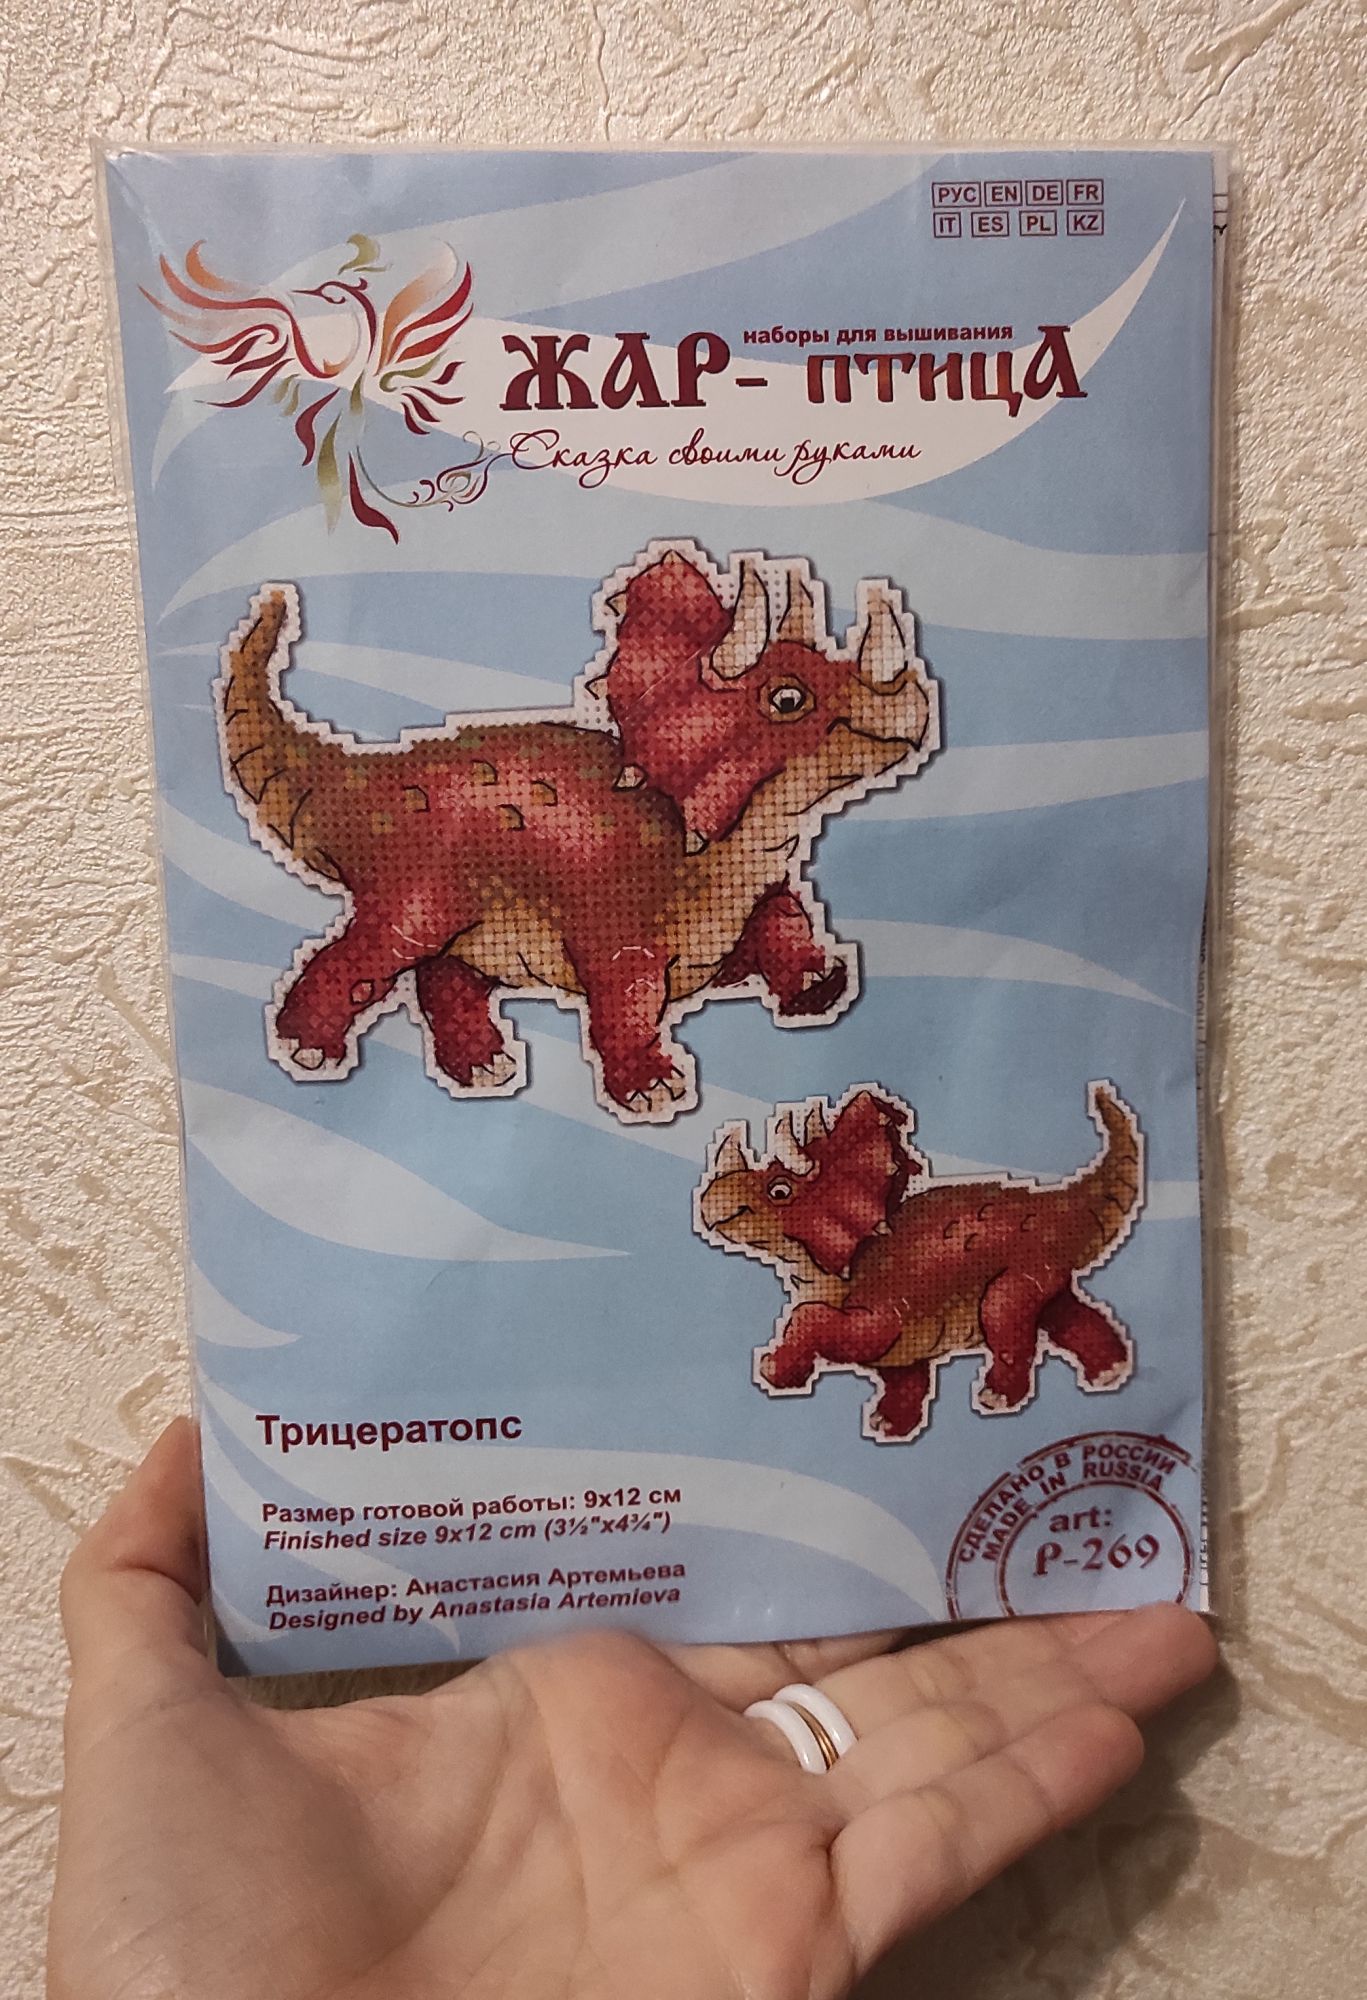 РУС EN DE FR
IT ES PL KZ
наборы для вышивания
ЖАР-ПТИЦА
Сказка своими руками
Трицератопс
Размер готовой работы: 9х12 см
Finished size 9x12 cm (3½"x4¾")
Дизайнер: Анастасия Артемьева
Designed by Anastasia Artemieva
СДЕЛАНО В РОССИИ
MADE IN RUSSIA
art:
P-269